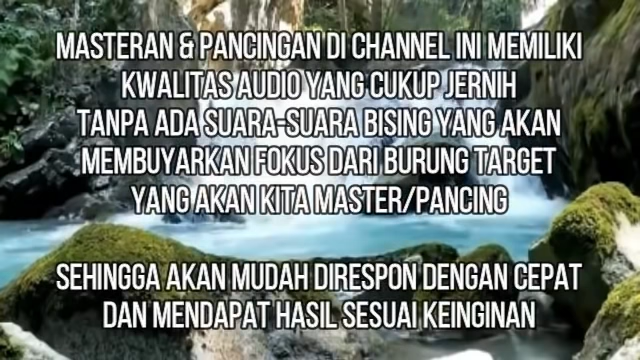 MASTERAN & PANCINGAN DI CHANNEL INI MEMILIKI
KWALITAS AUDIO YANG CUKUP JERNIH
TANPA ADA SUARA-SUARA BISING YANG AKAN
MEMBUYARKAN FOKUS DARI BURUNG TARGET
YANG AKAN KITA MASTER/PANCING
SEHINGGA AKAN MUDAH DIRESPON DENGAN CEPAT
DAN MENDAPAT HASIL SESUAI KEINGINAN